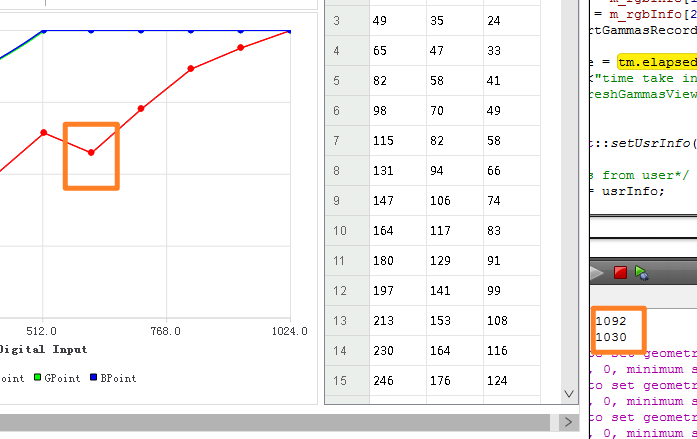 512.0 768.0 1024.0
Digital Input
oint GPoint BPoint
3 49 35 24
4 65 47 33
5 82 58 41
6 98 70 49
7 115 82 58
8 131 94 66
9 147 106 74
10 164 117 83
11 180 129 91
12 197 141 99
13 213 153 108
14 230 164 116
15 246 176 124
= m_rgbInfo[2
rtGammasRecord
e = tm.elapsed
<"time take in
freshGammasView
t::setUsrInfo(
s from user*/
= usrInfo;
1092
1030
to set geometr
, 0, minimum s
to set geometr
, 0, minimum s
to set geometr
, 0, minimum s